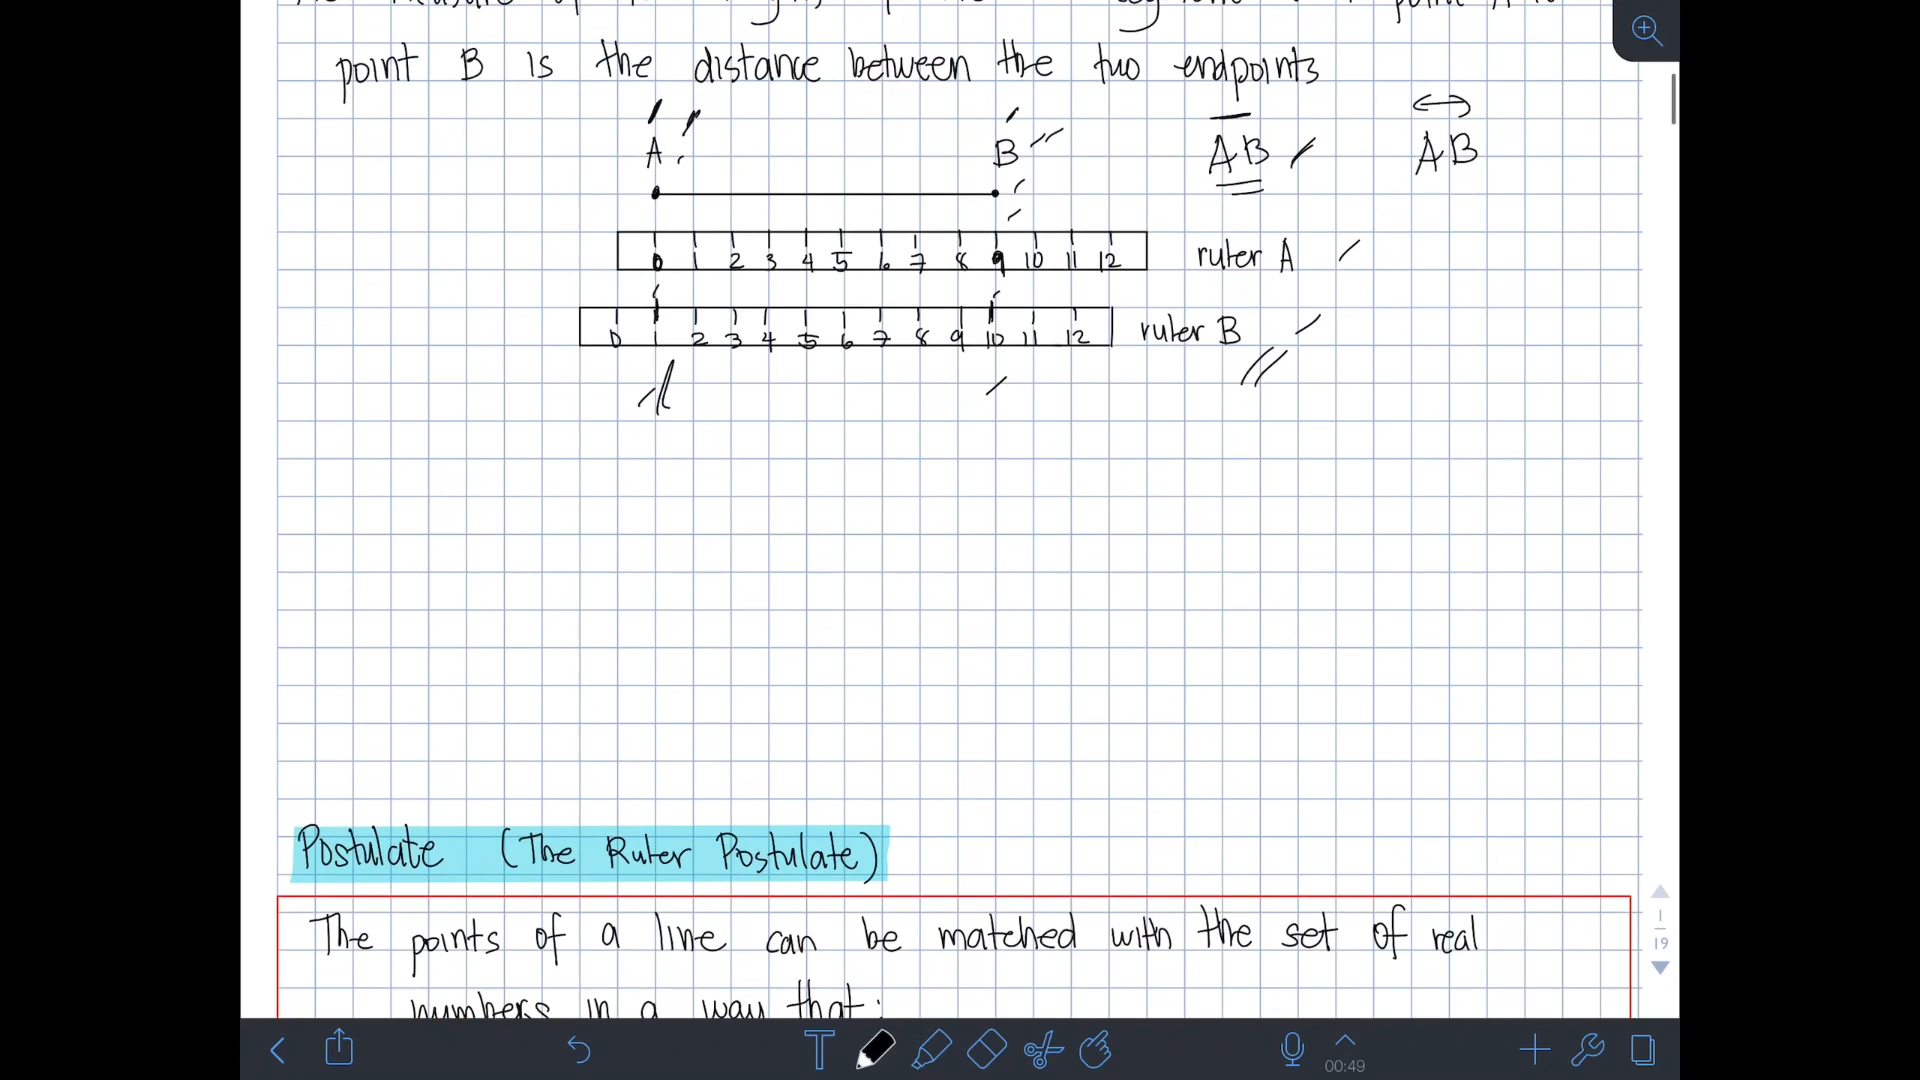 point B is the distance between the two endpoints
A B AB AB
0 1 2 3 4 5 6 7 8 9 10 11 12 ruler A
0 1 2 3 4 5 6 7 8 9 10 11 12 ruler B
Postulate (The Ruler Postulate)
The points of a line can be matched with the set of real
numbers in a way that:
1
19
T
00:49